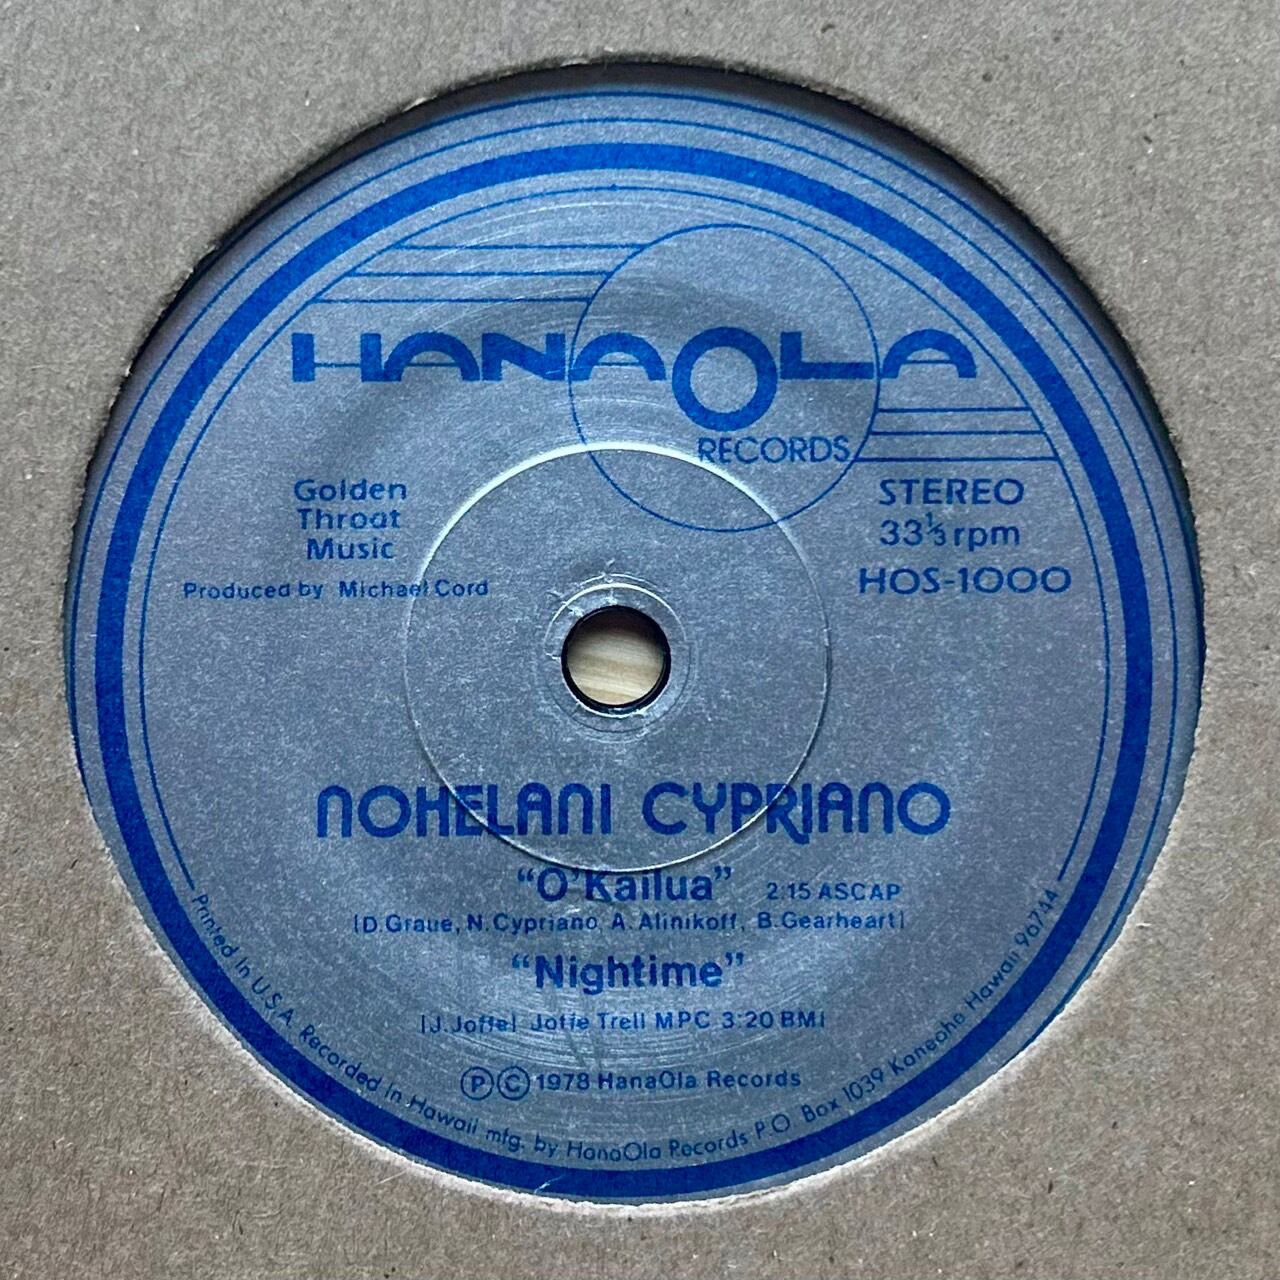 HANAOLA
RECORDS
Golden
Throat
Music
Produced by Michael Cord
STEREO
33⅓ rpm
HOS-1000
NOHELANI CYPRIANO
"O'Kailua" 2:15 ASCAP
[D.Graue, N.Cypriano, A. Alinikoff, B.Gearheart]
"Nightime"
[J.Joffe] Joffe Trell MPC 3:20 BMI
ⓟ © 1978 HanaOla Records
Printed in U.S.A. Recorded in Hawaii mfg. by HanaOla Records P.O. Box 1039 Kaneohe Hawaii 96744